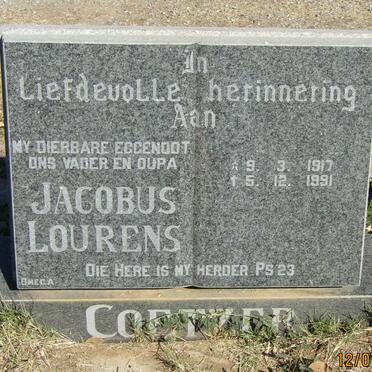 In
Liefdevolle herinnering
Aan
MY DIERBARE EGGENOOT
ONS VADER EN OUPA
* 9. 3. 1917
† 5. 12. 1991
JACOBUS
LOURENS
DIE HERE IS MY HERDER PS 23
OMEGA
COETZER
12/0